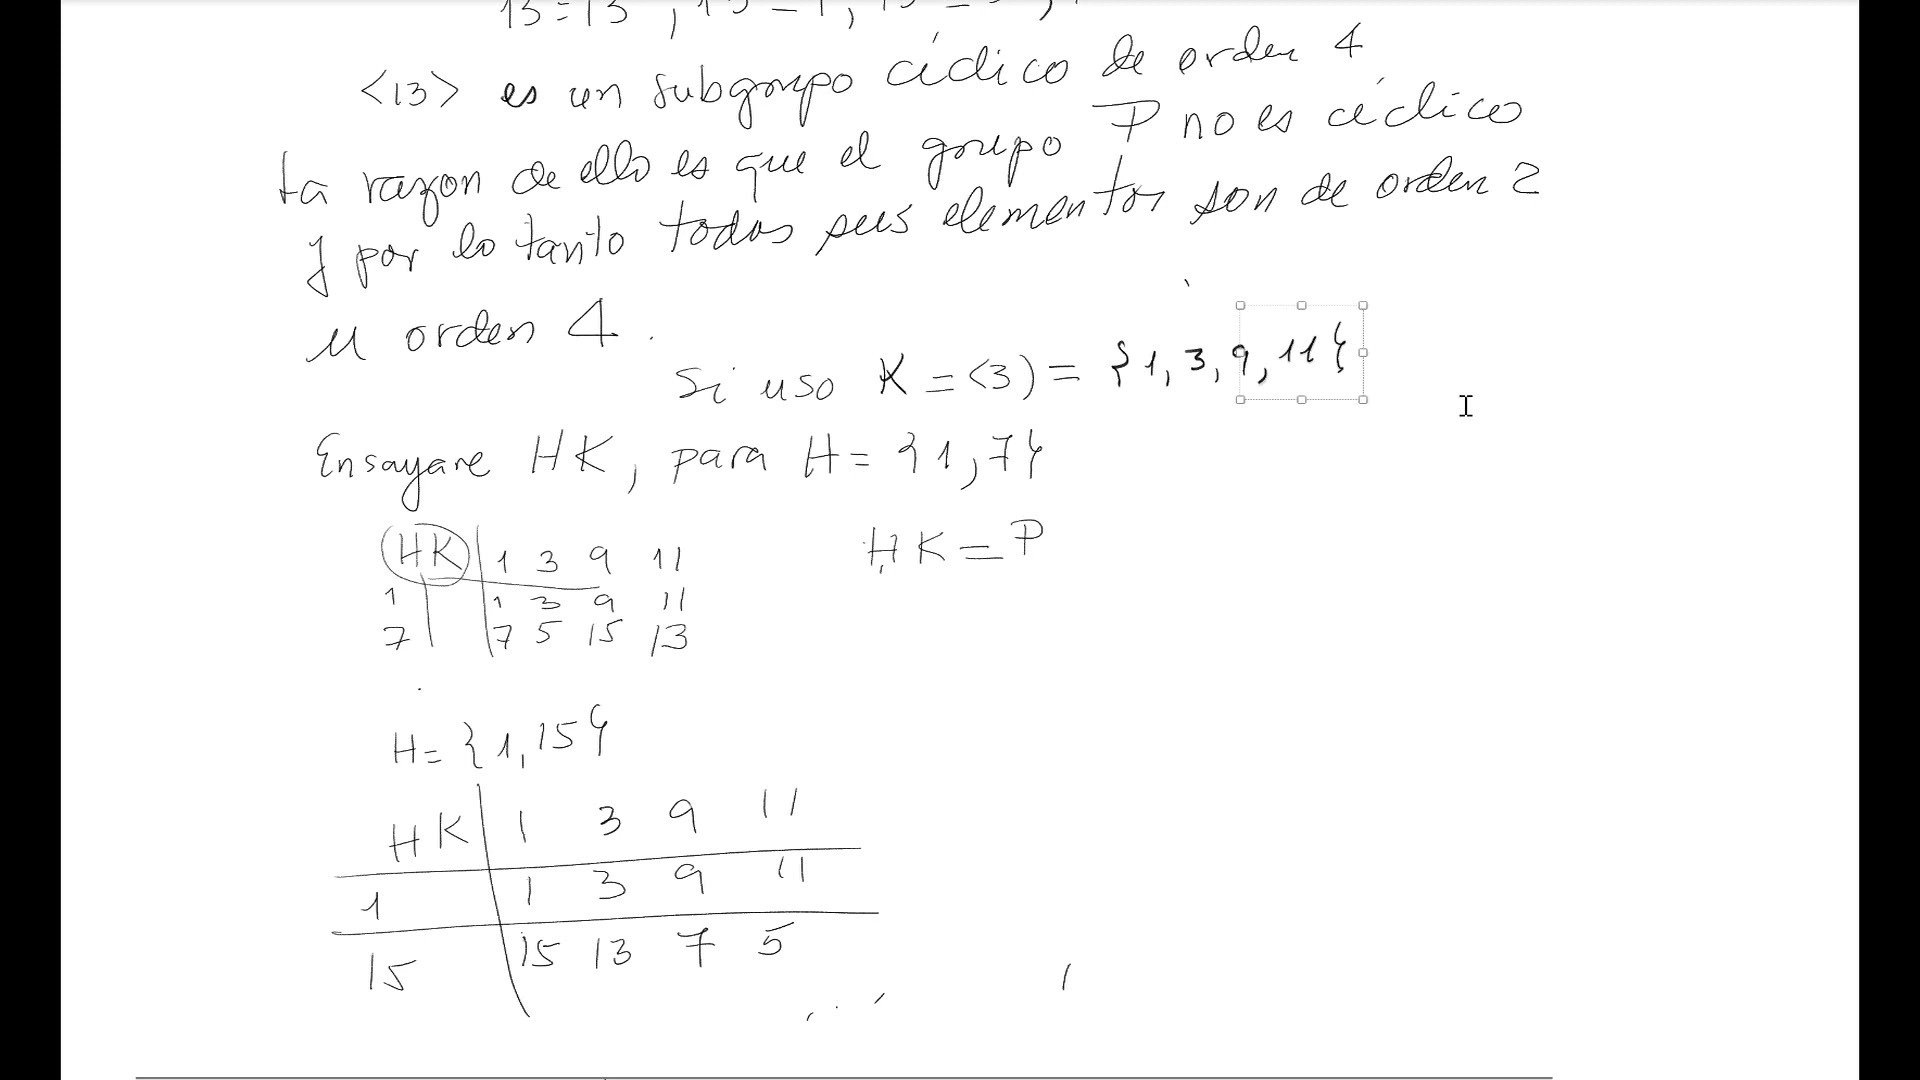 <13> es un subgrupo cíclico de orden 4
La razon de ello es que el grupo P no es cíclico
y por lo tanto todos sus elementos son de orden 2
u orden 4.
Si uso K = <3) = {1, 3, 9, 11}
Ensayare HK, para H = {1, 7}
HK 1 3 9 11
HK = P
1 1 3 9 11
7 7 5 15 13
H = {1, 15}
HK 1 3 9 11
1 1 3 9 11
15 15 13 7 5